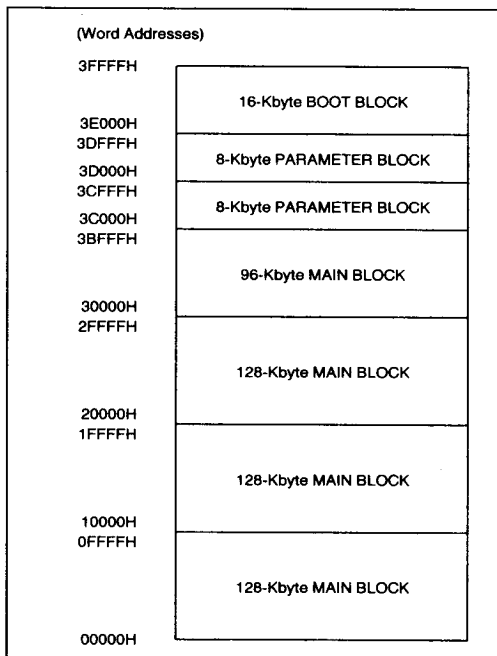 (Word Addresses)
3FFFFH
16-Kbyte BOOT BLOCK
3E000H
3DFFFH
8-Kbyte PARAMETER BLOCK
3D000H
3CFFFH
8-Kbyte PARAMETER BLOCK
3C000H
3BFFFH
96-Kbyte MAIN BLOCK
30000H
2FFFFH
128-Kbyte MAIN BLOCK
20000H
1FFFFH
128-Kbyte MAIN BLOCK
10000H
0FFFFH
128-Kbyte MAIN BLOCK
00000H